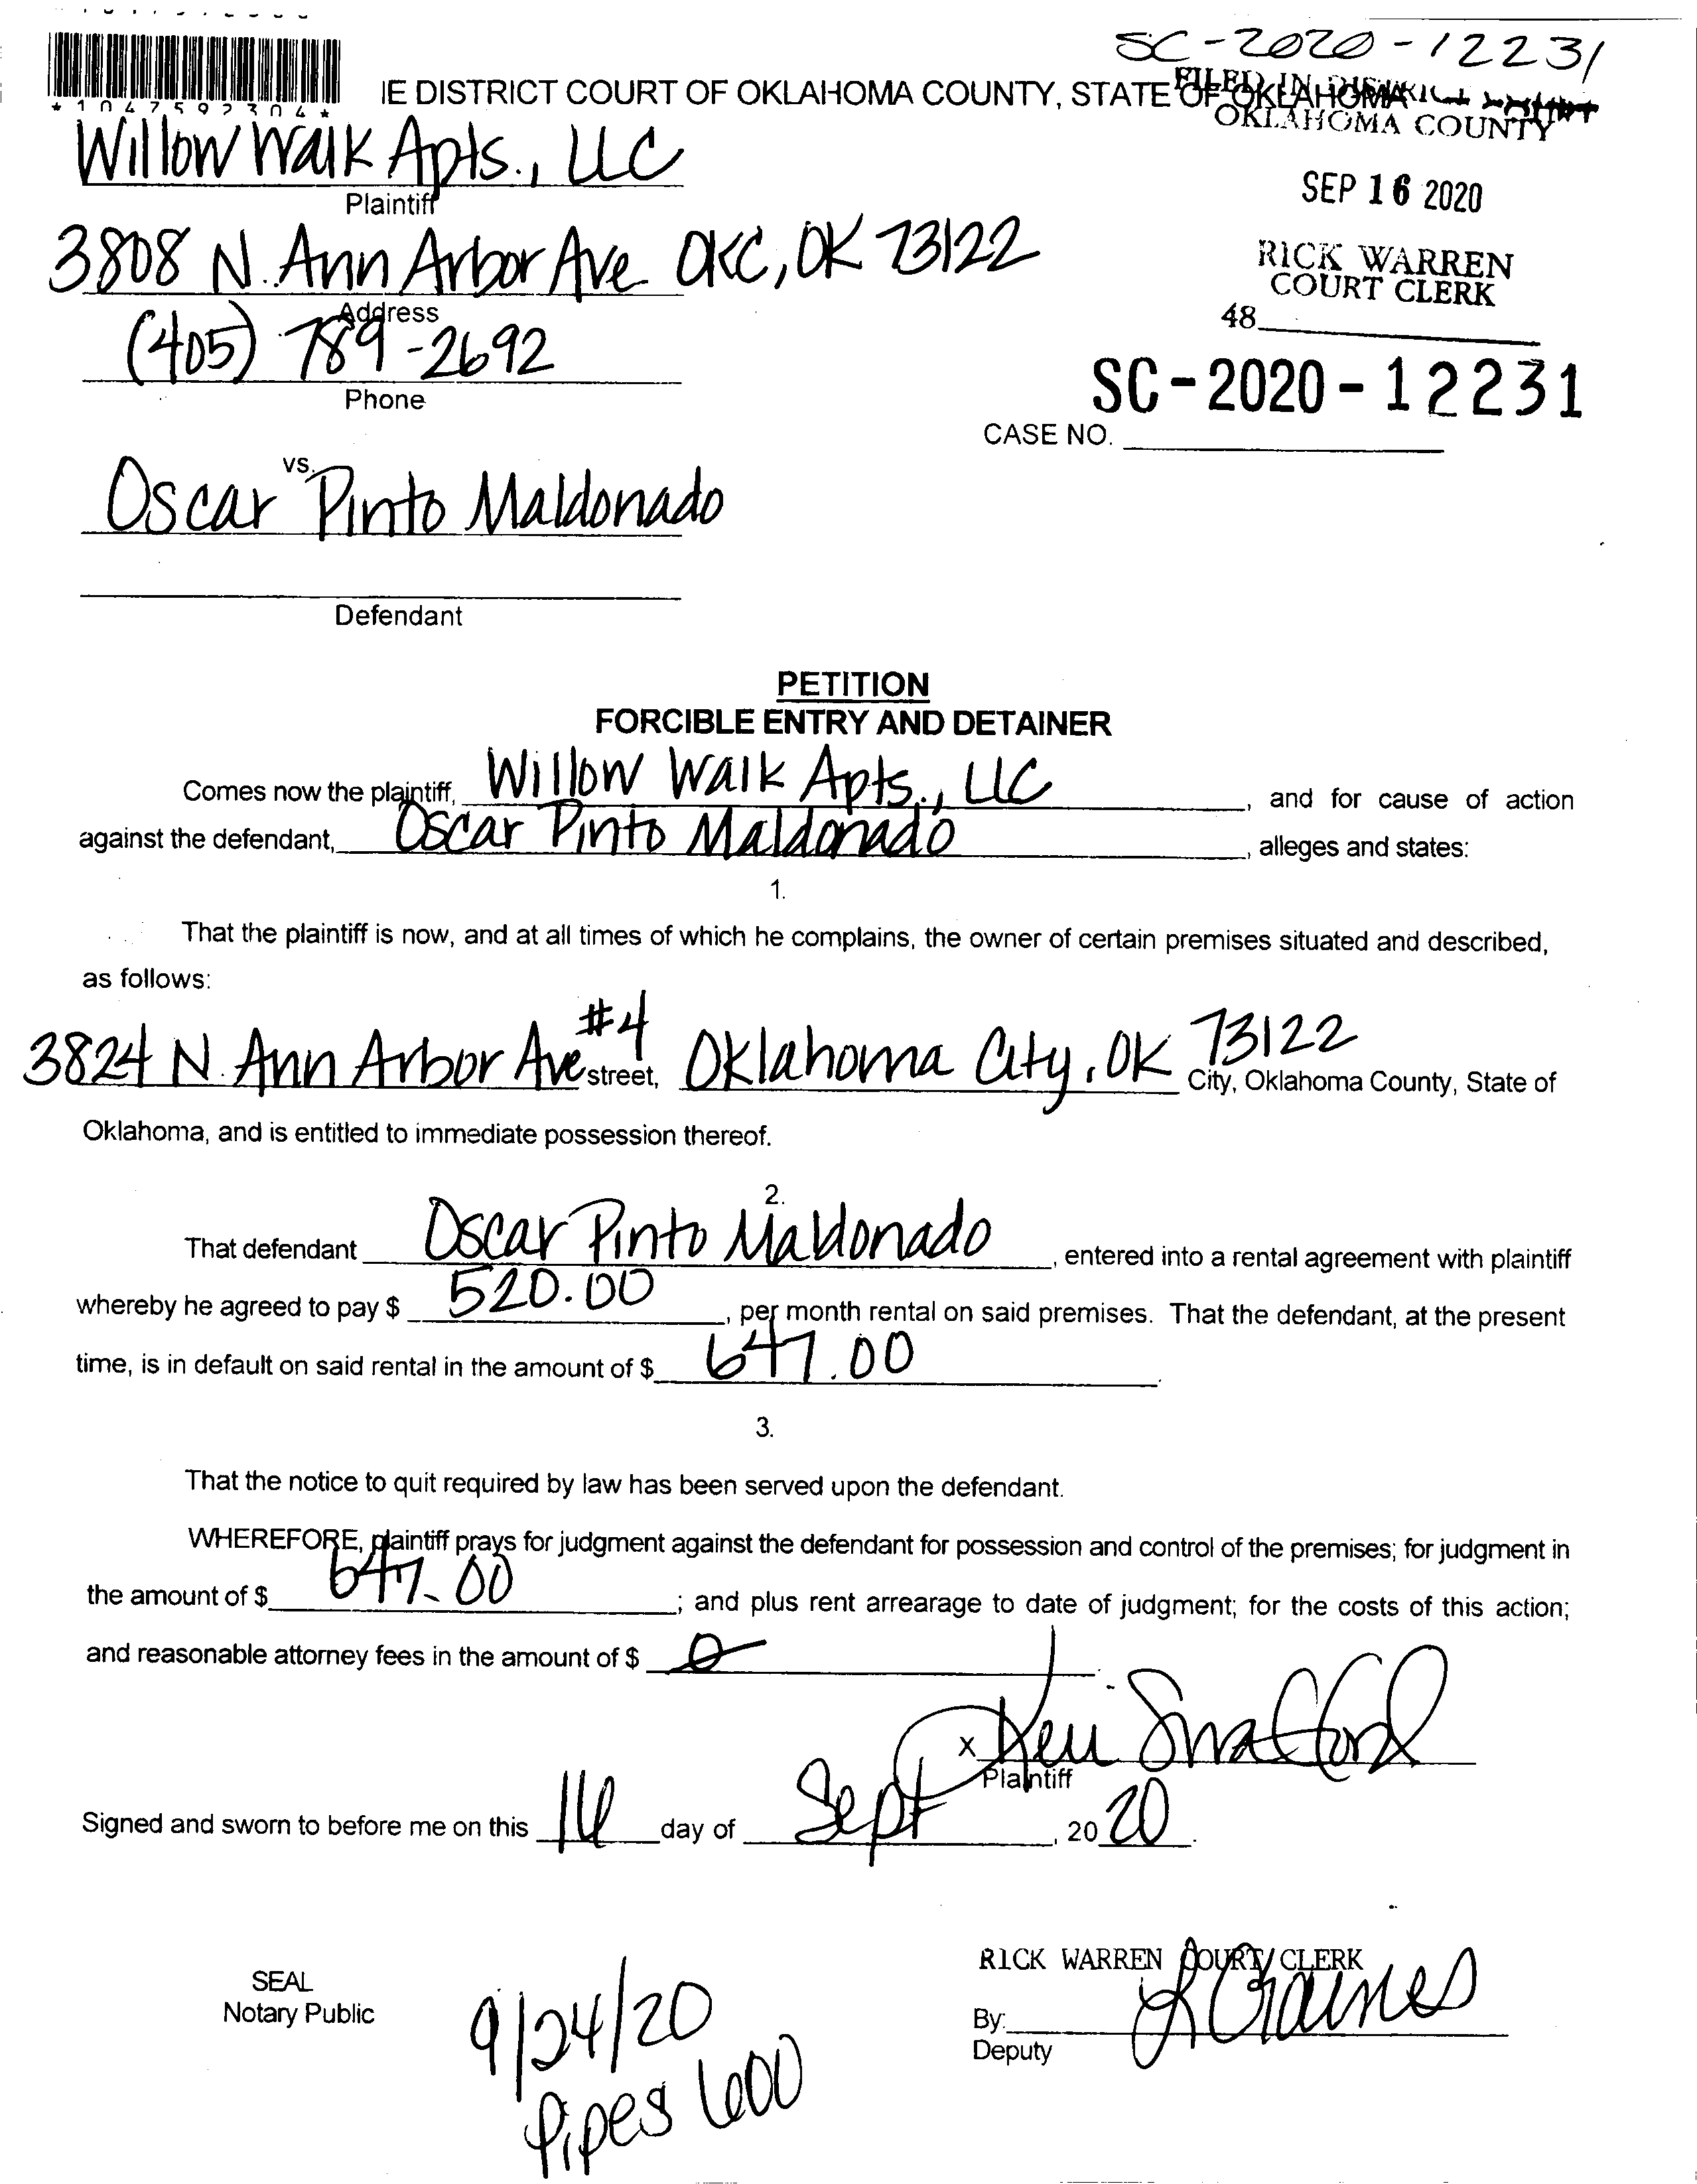 SC-2020-12231
*1047592304*
IE DISTRICT COURT OF OKLAHOMA COUNTY, STATE OF OKLAHOMA
FILED IN DISTRICT COURT
OKLAHOMA COUNTY
Willow Walk Apts., LLC
Plaintiff
SEP 16 2020
3808 N. Ann Arbor Ave OKC, OK 73122
Address
RICK WARREN
COURT CLERK
48
(405) 789-2692
Phone
SC-2020-12231
CASE NO.
vs.
Oscar Pinto Maldonado
Defendant
PETITION
FORCIBLE ENTRY AND DETAINER
Comes now the plaintiff, Willow Walk Apts., LLC, and for cause of action
against the defendant, Oscar Pinto Maldonado, alleges and states:
1.
That the plaintiff is now, and at all times of which he complains, the owner of certain premises situated and described,
as follows:
3824 N. Ann Arbor Ave #4 street, Oklahoma City, OK 73122 City, Oklahoma County, State of
Oklahoma, and is entitled to immediate possession thereof.
2.
That defendant Oscar Pinto Maldonado, entered into a rental agreement with plaintiff
whereby he agreed to pay $ 520.00, per month rental on said premises. That the defendant, at the present
time, is in default on said rental in the amount of $ 647.00.
3.
That the notice to quit required by law has been served upon the defendant.
WHEREFORE, plaintiff prays for judgment against the defendant for possession and control of the premises; for judgment in
the amount of $ 647.00; and plus rent arrearage to date of judgment; for the costs of this action;
and reasonable attorney fees in the amount of $ 0.
x
Plaintiff
Signed and sworn to before me on this 16 day of Sept, 2020.
RICK WARREN COURT CLERK
SEAL
Notary Public
By:
Deputy
9/24/20
Pipes 600